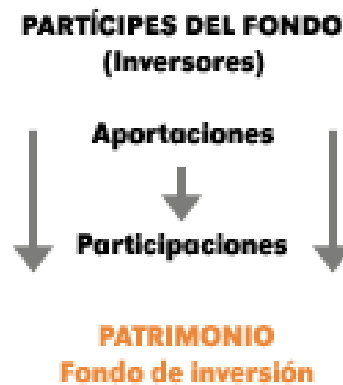 PARTÍCIPES DEL FONDO
(Inversores)
Aportaciones
Participaciones
PATRIMONIO
Fondo de inversión